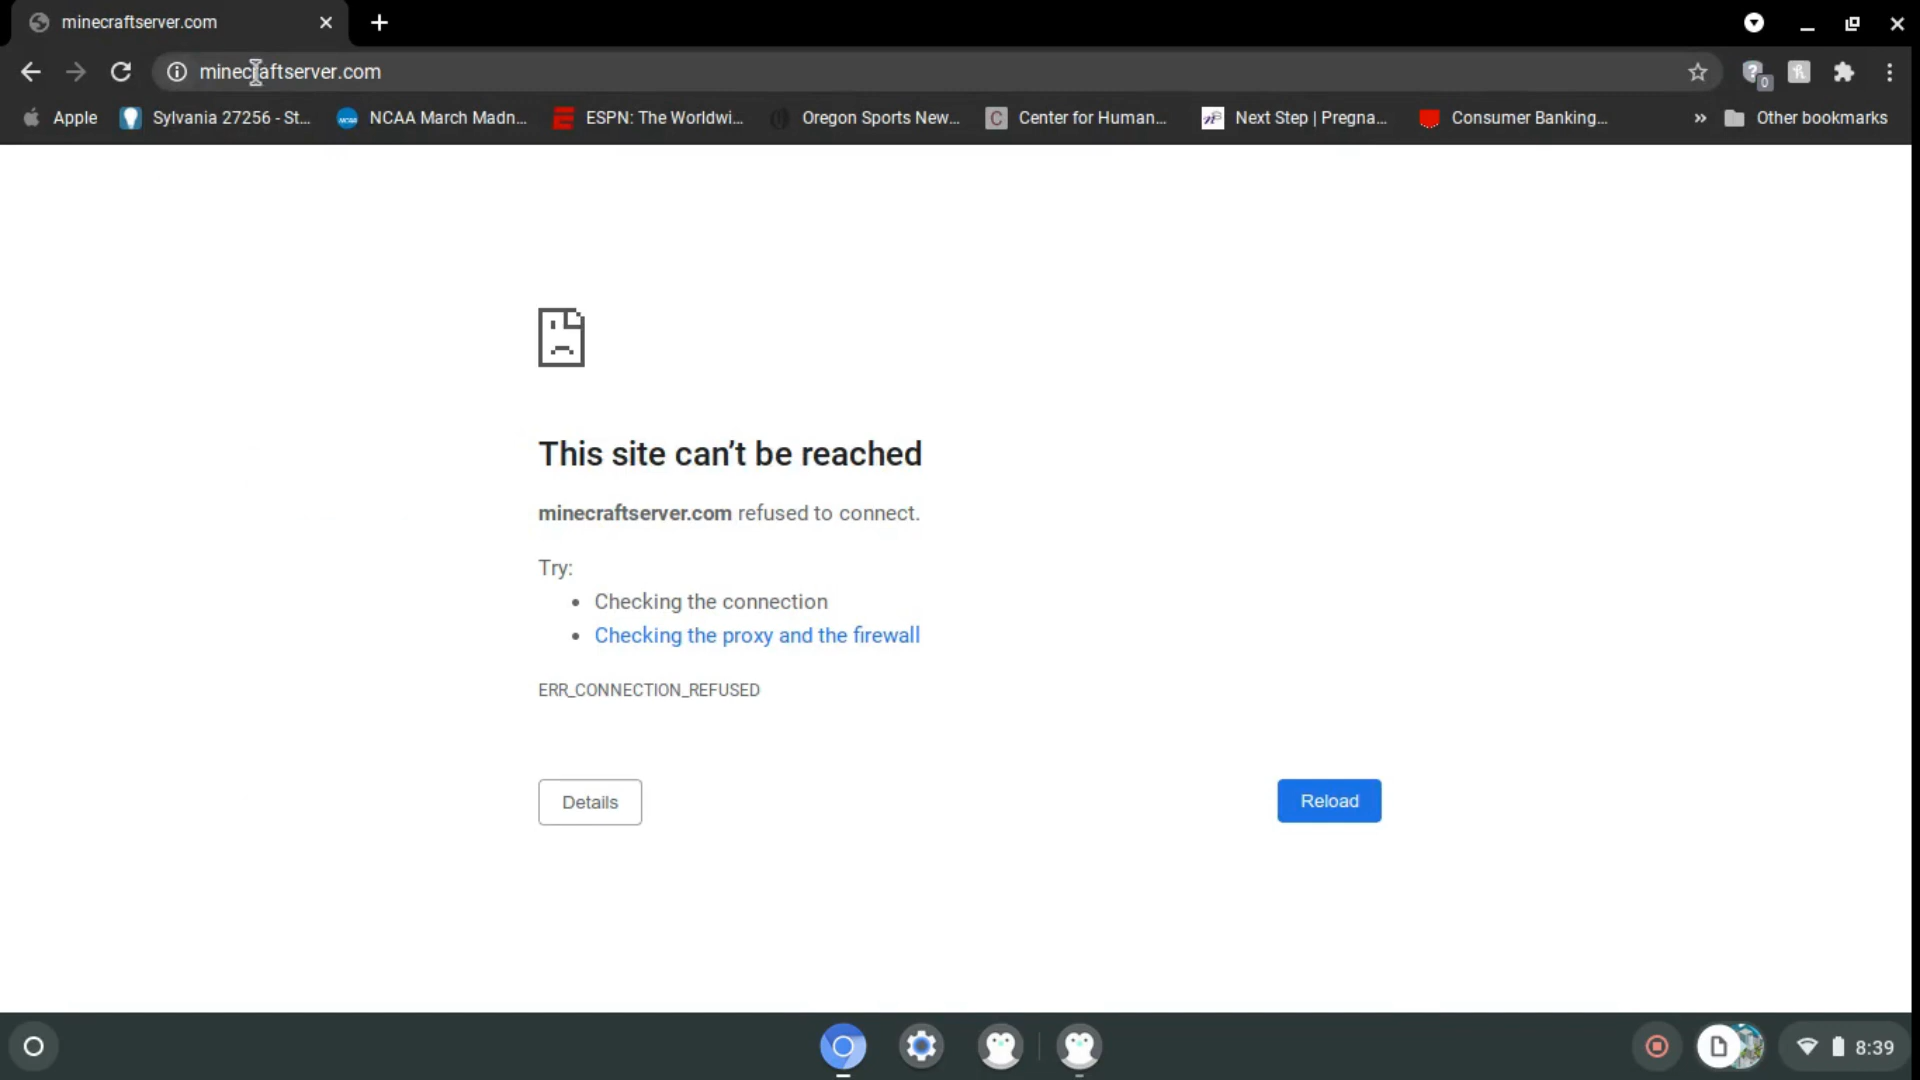 minecraftserver.com
minecraftserver.com
0
Apple
Sylvania 27256 - St...
NCAA March Madn...
ESPN: The Worldwi...
Oregon Sports New...
C
Center for Human...
Next Step | Pregna...
Consumer Banking...
»
Other bookmarks
This site can’t be reached
minecraftserver.com refused to connect.
Try:
• Checking the connection
• Checking the proxy and the firewall
ERR_CONNECTION_REFUSED
Details
Reload
8:39